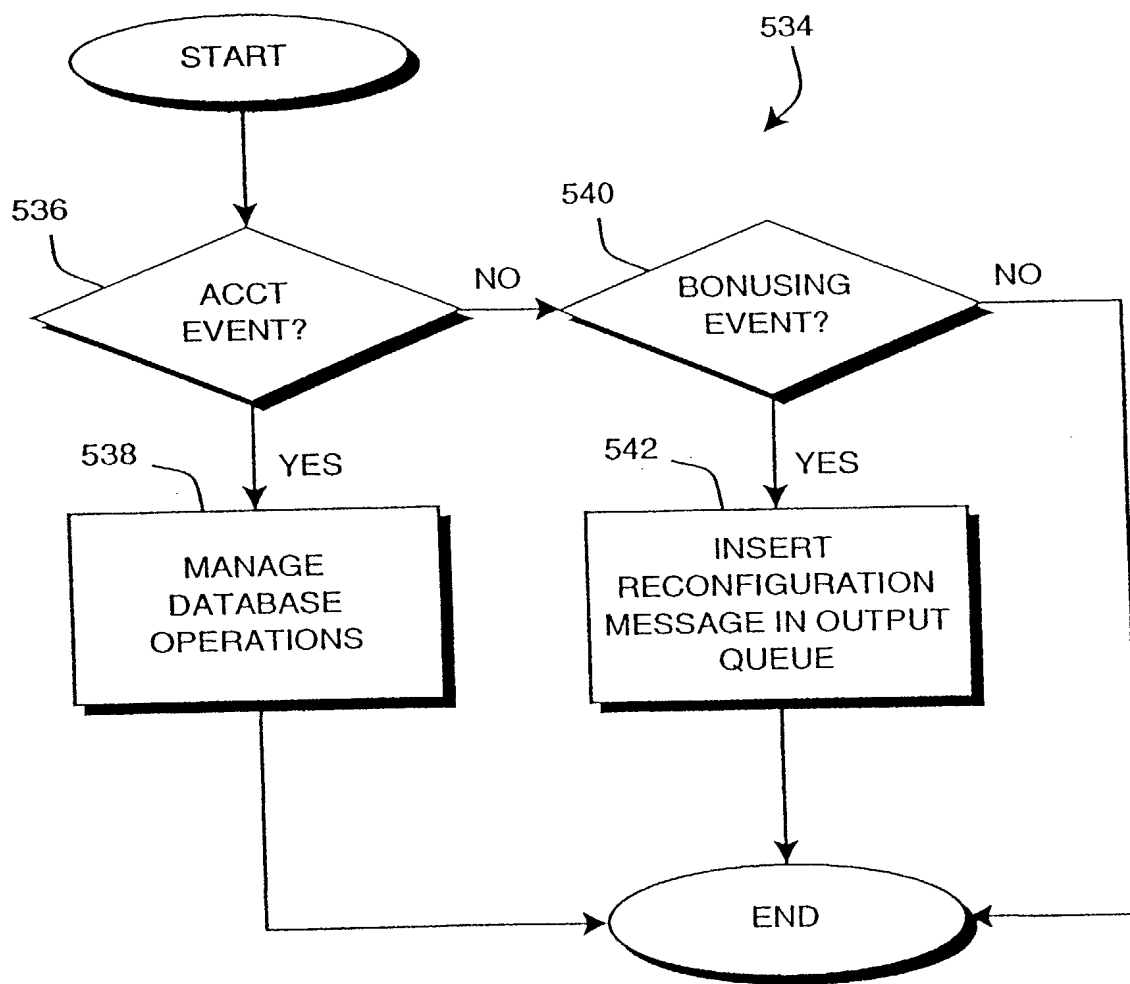 START
534
536
ACCT
EVENT?
NO
540
BONUSING
EVENT?
NO
538
YES
542
YES
MANAGE
DATABASE
OPERATIONS
INSERT
RECONFIGURATION
MESSAGE IN OUTPUT
QUEUE
END